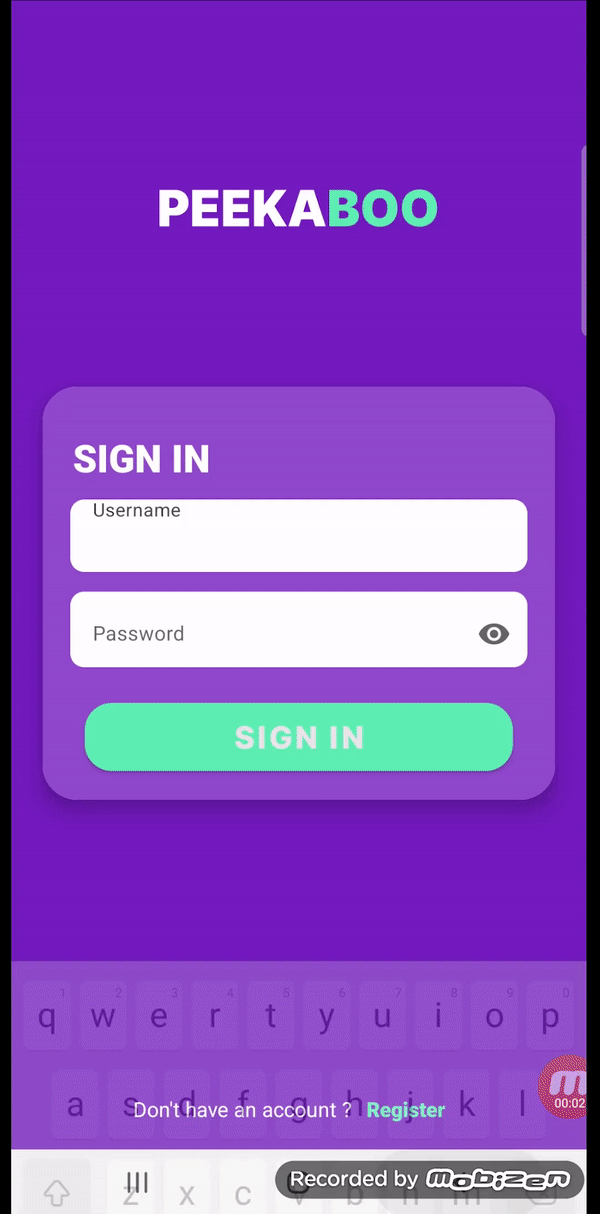 PEEKABOO
SIGN IN
Username
Password
SIGN IN
1 2 3 4 5 6 7 8 9 0
q w e r t y u i o p
a s d f g h j k l
00:02
Don't have an account ? Register
z x c v b n m
Recorded by mobizen